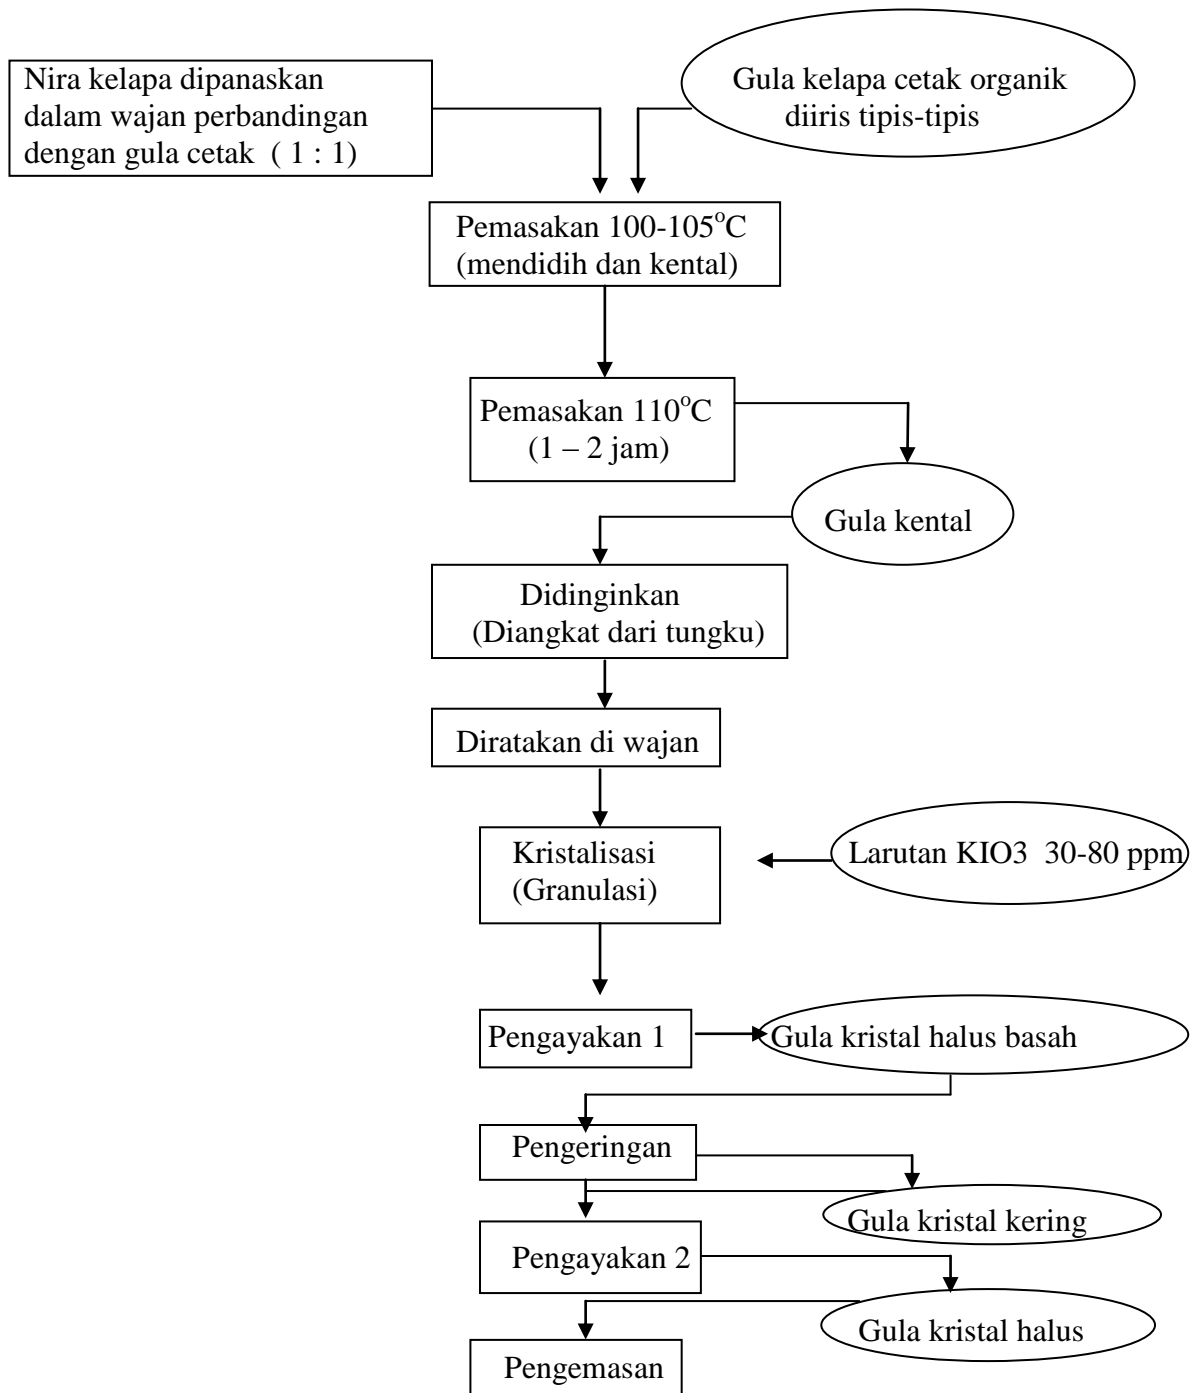 Nira kelapa dipanaskan
dalam wajan perbandingan
dengan gula cetak ( 1 : 1)
Gula kelapa cetak organik
diiris tipis-tipis
Pemasakan 100-105°C
(mendidih dan kental)
Pemasakan 110°C
(1 – 2 jam)
Gula kental
Didinginkan
(Diangkat dari tungku)
Diratakan di wajan
Kristalisasi
(Granulasi)
Larutan KIO3 30-80 ppm
Pengayakan 1
Gula kristal halus basah
Pengeringan
Gula kristal kering
Pengayakan 2
Gula kristal halus
Pengemasan